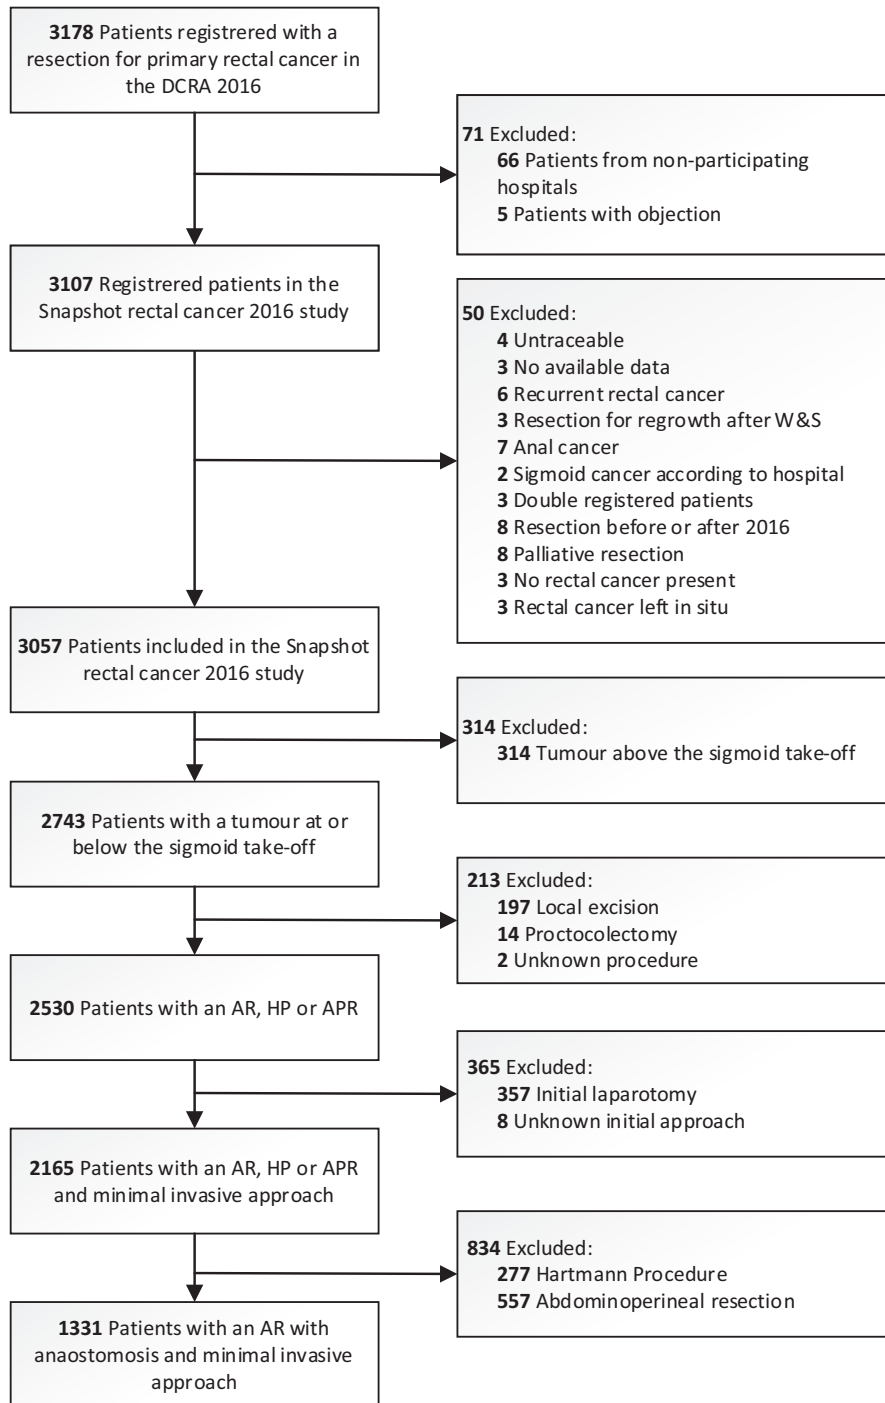 3178 Patients registrered with a
resection for primary rectal cancer in
the DCRA 2016
71 Excluded:
66 Patients from non-participating
hospitals
5 Patients with objection
3107 Registrered patients in the
Snapshot rectal cancer 2016 study
50 Excluded:
4 Untraceable
3 No available data
6 Recurrent rectal cancer
3 Resection for regrowth after W&S
7 Anal cancer
2 Sigmoid cancer according to hospital
3 Double registered patients
8 Resection before or after 2016
8 Palliative resection
3 No rectal cancer present
3 Rectal cancer left in situ
3057 Patients included in the Snapshot
rectal cancer 2016 study
314 Excluded:
314 Tumour above the sigmoid take-off
2743 Patients with a tumour at or
below the sigmoid take-off
213 Excluded:
197 Local excision
14 Proctocolectomy
2 Unknown procedure
2530 Patients with an AR, HP or APR
365 Excluded:
357 Initial laparotomy
8 Unknown initial approach
2165 Patients with an AR, HP or APR
and minimal invasive approach
834 Excluded:
277 Hartmann Procedure
557 Abdominoperineal resection
1331 Patients with an AR with
anaostomosis and minimal invasive
approach